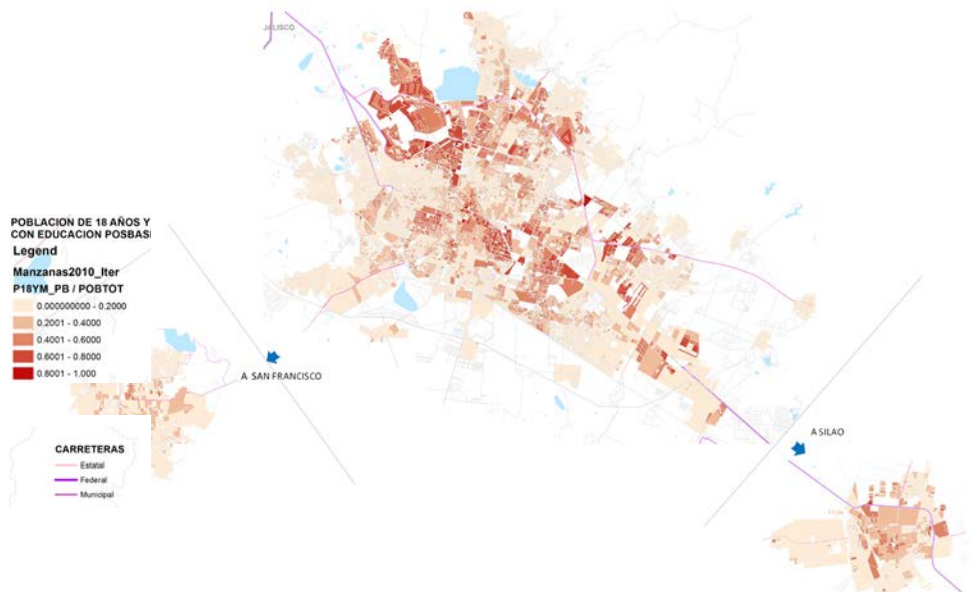 JALISCO
POBLACION DE 18 AÑOS Y
CON EDUCACION POSBASI
Legend
Manzanas2010_Iter
P18YM_PB / POBTOT
0.000000000 - 0.2000
0.2001 - 0.4000
0.4001 - 0.6000
0.6001 - 0.8000
0.8001 - 1.000
A SAN FRANCISCO
A SILAO
CARRETERAS
Estatal
Federal
Municipal